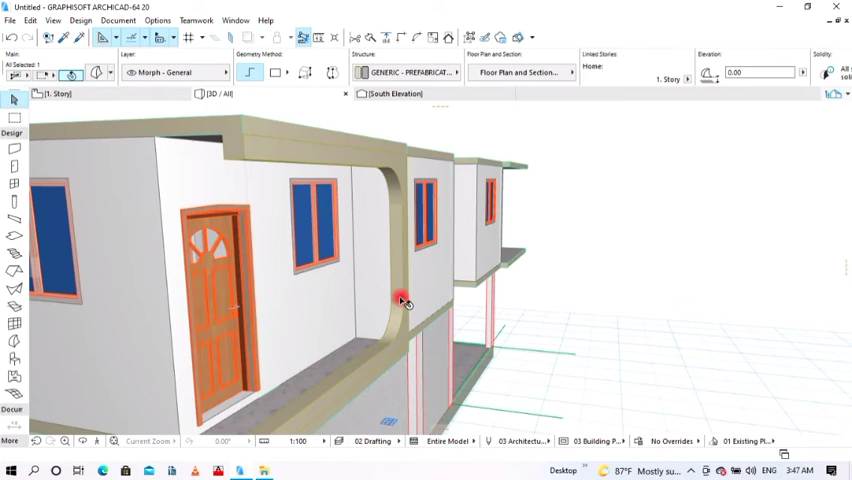 Untitled - GRAPHISOFT ARCHICAD-64
File Edit View Design Document Options Teamwork Window Help
Main:
All Selected: 1
Layer:
Morph - General
Geometry Method:
Structure:
GENERIC - PREFABRICAT...
Floor Plan and Section:
Floor Plan and Section...
Linked Stories:
Home:
1. Story
Elevation:
0.00
Solidity:
All
soli
[1. Story]
[3D / All]
[South Elevation]
Design
Docur
More
Current Zoom
0.00°
1:100
02 Drafting
Entire Model
03 Architectu...
03 Building P...
No Overrides
01 Existing Pl...
Desktop
87°F Mostly su...
ENG
3:47 AM